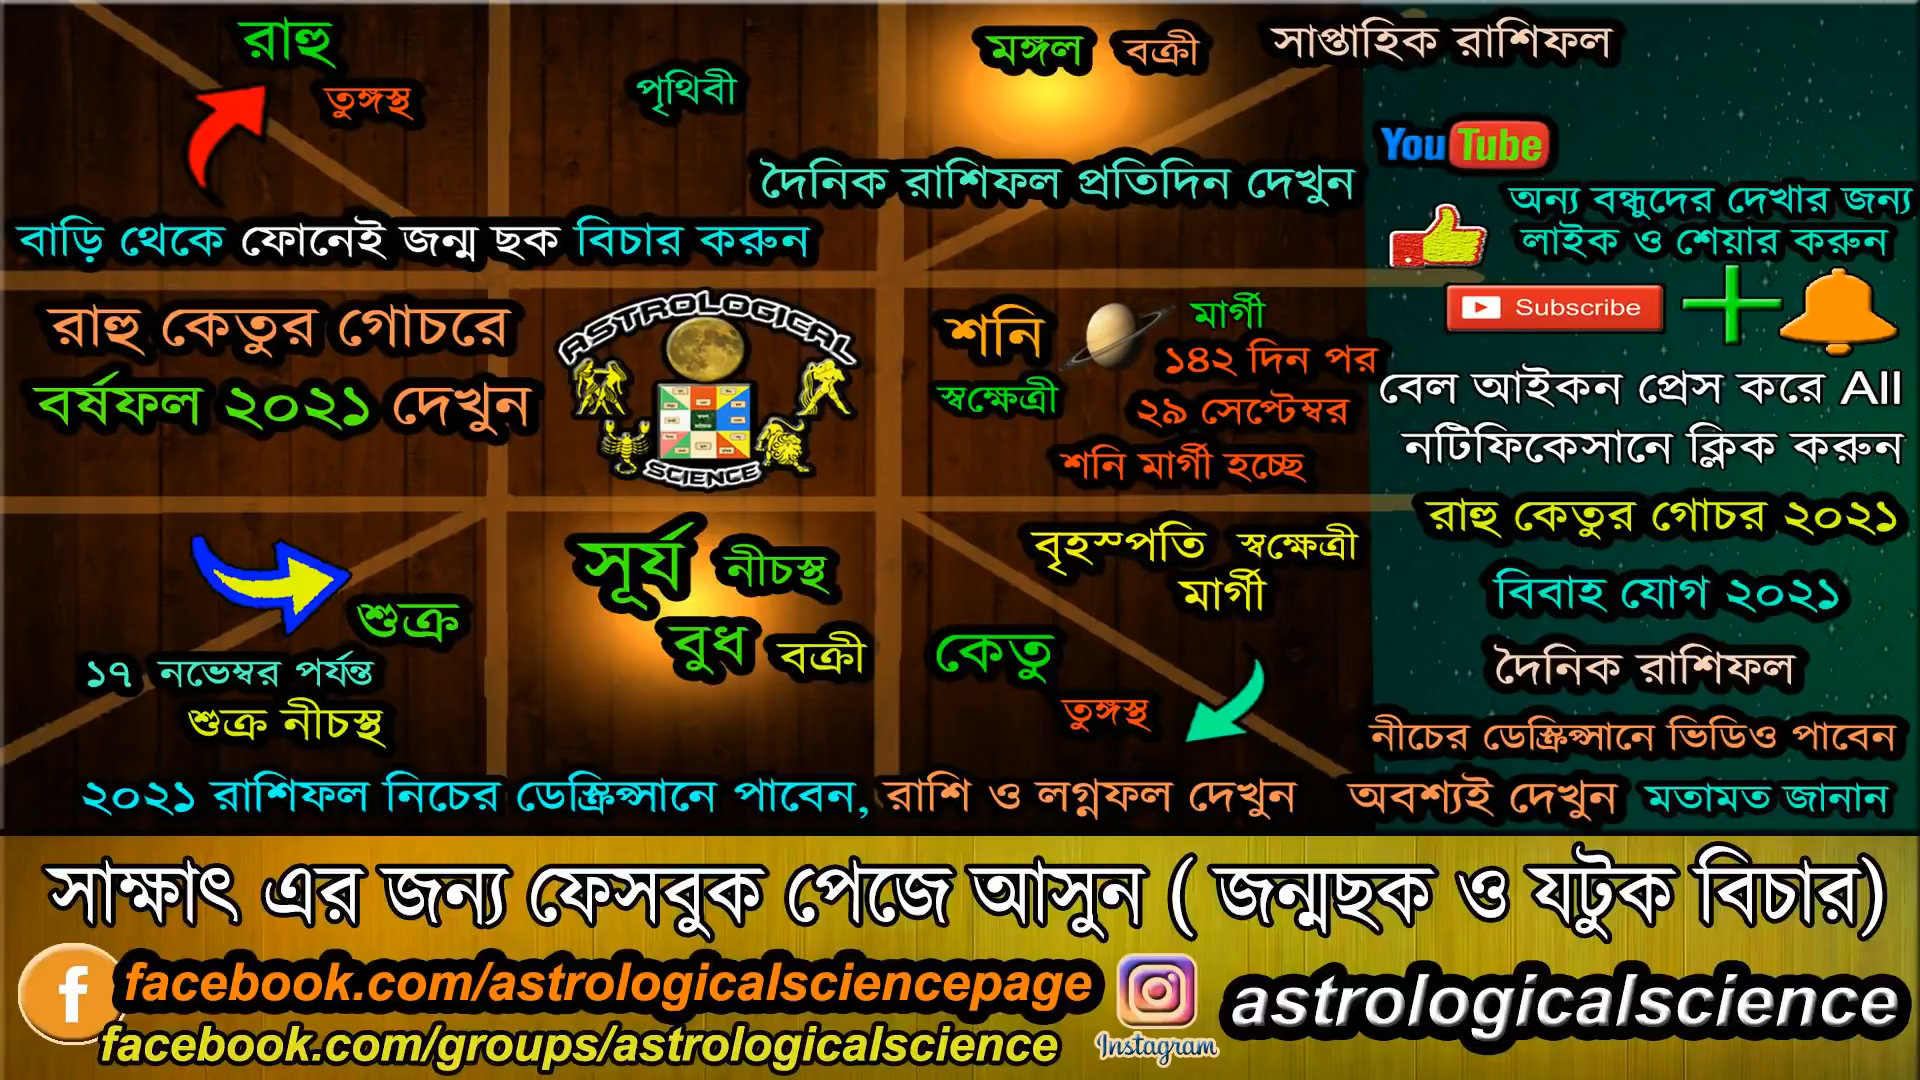 রাহু
তুঙ্গস্থ
পৃথিবী
মঙ্গল বক্রী
সাপ্তাহিক রাশিফল
দৈনিক রাশিফল প্রতিদিন দেখুন
বাড়ি থেকে ফোনেই জন্ম ছক বিচার করুন
রাহু কেতুর গোচরে
বর্ষফল ২০২১ দেখুন
ASTROLOGICAL
SCIENCE
শনি মার্গী
স্বক্ষেত্রী
১৪২ দিন পর
২৯ সেপ্টেম্বর
শনি মার্গী হচ্ছে
শুক্র
১৭ নভেম্বর পর্যন্ত
শুক্র নীচস্থ
সূর্য নীচস্থ
বুধ বক্রী
বৃহস্পতি স্বক্ষেত্রী
মার্গী
কেতু
তুঙ্গস্থ
২০২১ রাশিফল নিচের ডেস্ক্রিপ্সানে পাবেন, রাশি ও লগ্নফল দেখুন
YouTube
অন্য বন্ধুদের দেখার জন্য
লাইক ও শেয়ার করুন
Subscribe
বেল আইকন প্রেস করে All
নটিফিকেসানে ক্লিক করুন
রাহু কেতুর গোচর ২০২১
বিবাহ যোগ ২০২১
দৈনিক রাশিফল
নীচের ডেস্ক্রিপ্সানে ভিডিও পাবেন
অবশ্যই দেখুন মতামত জানান
সাক্ষাৎ এর জন্য ফেসবুক পেজে আসুন ( জন্মছক ও যটুক বিচার)
f facebook.com/astrologicalsciencepage
facebook.com/groups/astrologicalscience
Instagram
astrologicalscience